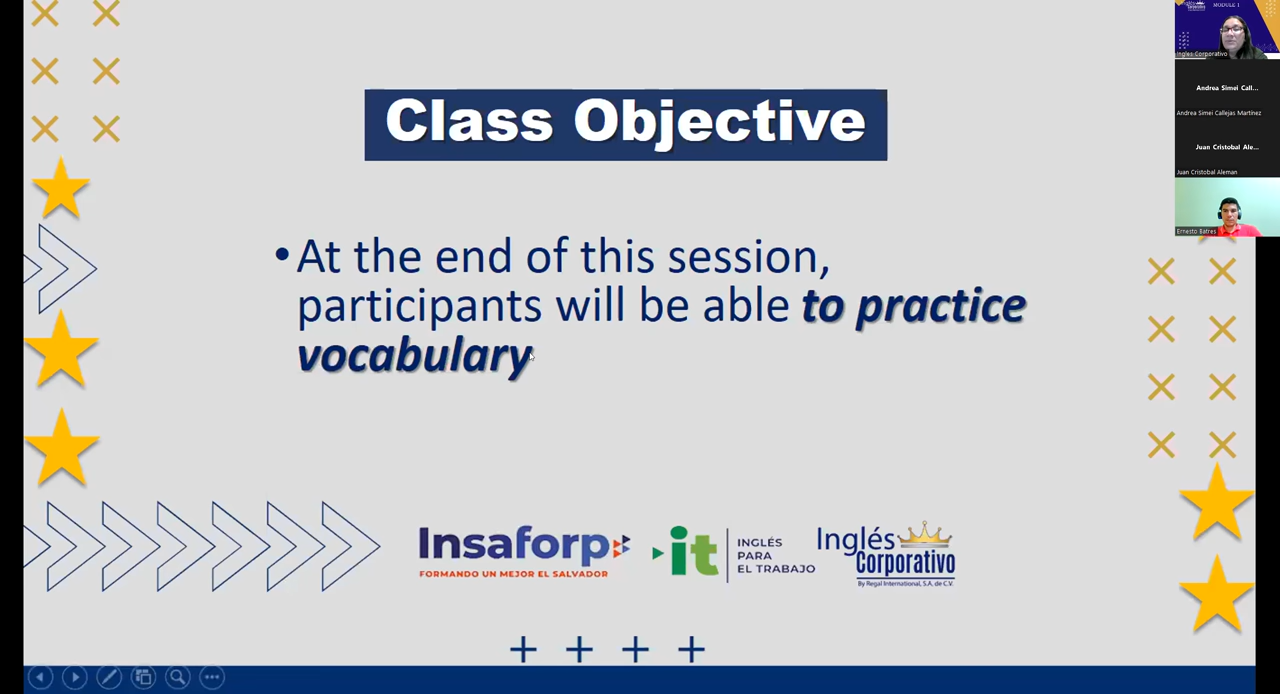 Class Objective
•At the end of this session,
participants will be able to practice
vocabulary
Insaforp
FORMANDO UN MEJOR EL SALVADOR
it
INGLÉS
PARA
EL TRABAJO
Inglés
Corporativo
By Regal International, S.A. de C.V.
MODULE 1
Inglés Corporativo
Andrea Simei Call...
Andrea Simei Callejas Martinez
Juan Cristobal Ale...
Juan Cristobal Aleman
Ernesto Batres